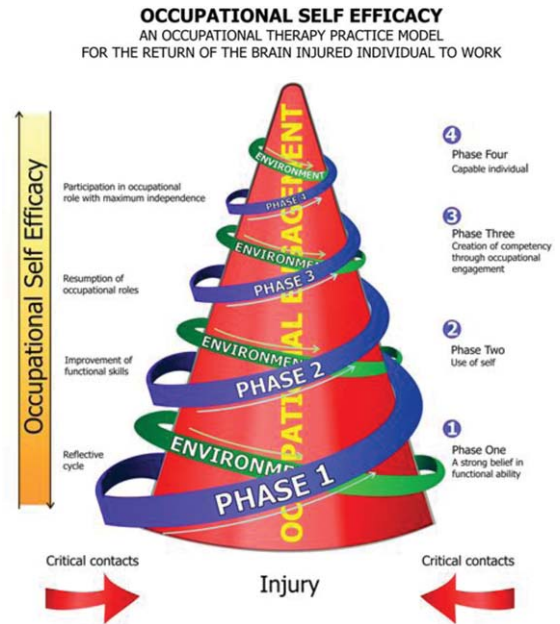 OCCUPATIONAL SELF EFFICACY
AN OCCUPATIONAL THERAPY PRACTICE MODEL
FOR THE RETURN OF THE BRAIN INJURED INDIVIDUAL TO WORK
Occupational Self Efficacy
Participation in occupational
role with maximum independence
Resumption of
occupational roles
Improvement of
functional skills
Reflective
cycle
OCCUPATIONAL ENGAGEMENT
ENVIRONMENT
PHASE 4
ENVIRONME
PHASE 3
ENVIRONMEN
PHASE 2
ENVIRONME
PHASE 1
4
Phase Four
Capable individual
3
Phase Three
Creation of competency
through occupational
engagement
2
Phase Two
Use of self
1
Phase One
A strong belief in
functional ability
Critical contacts
Injury
Critical contacts